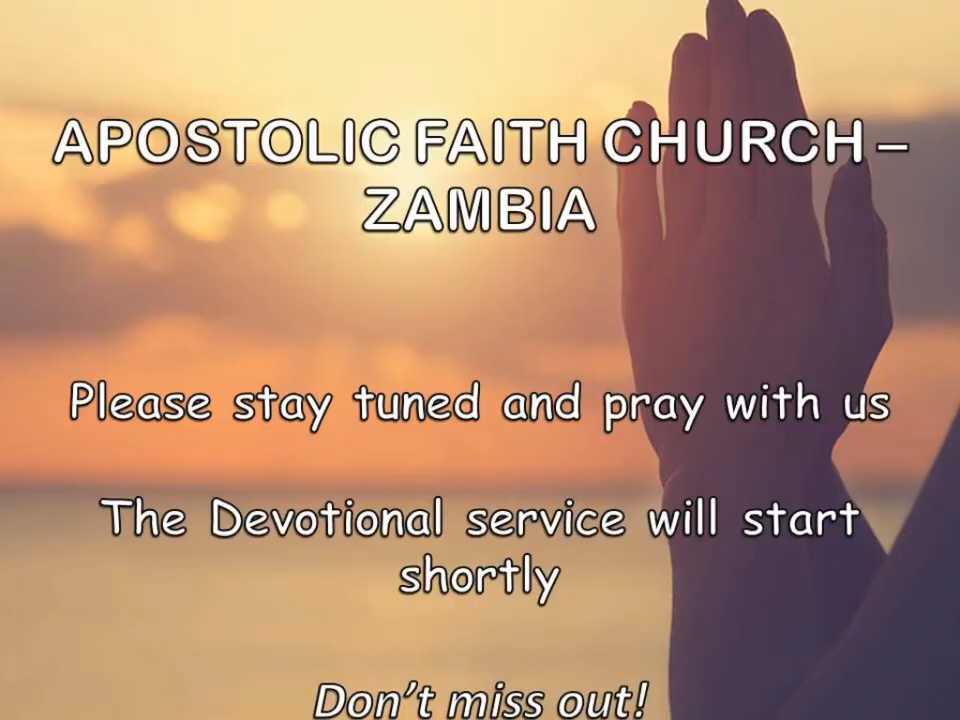 APOSTOLIC FAITH CHURCH –
ZAMBIA
Please stay tuned and pray with us
The Devotional service will start
shortly
Don’t miss out!